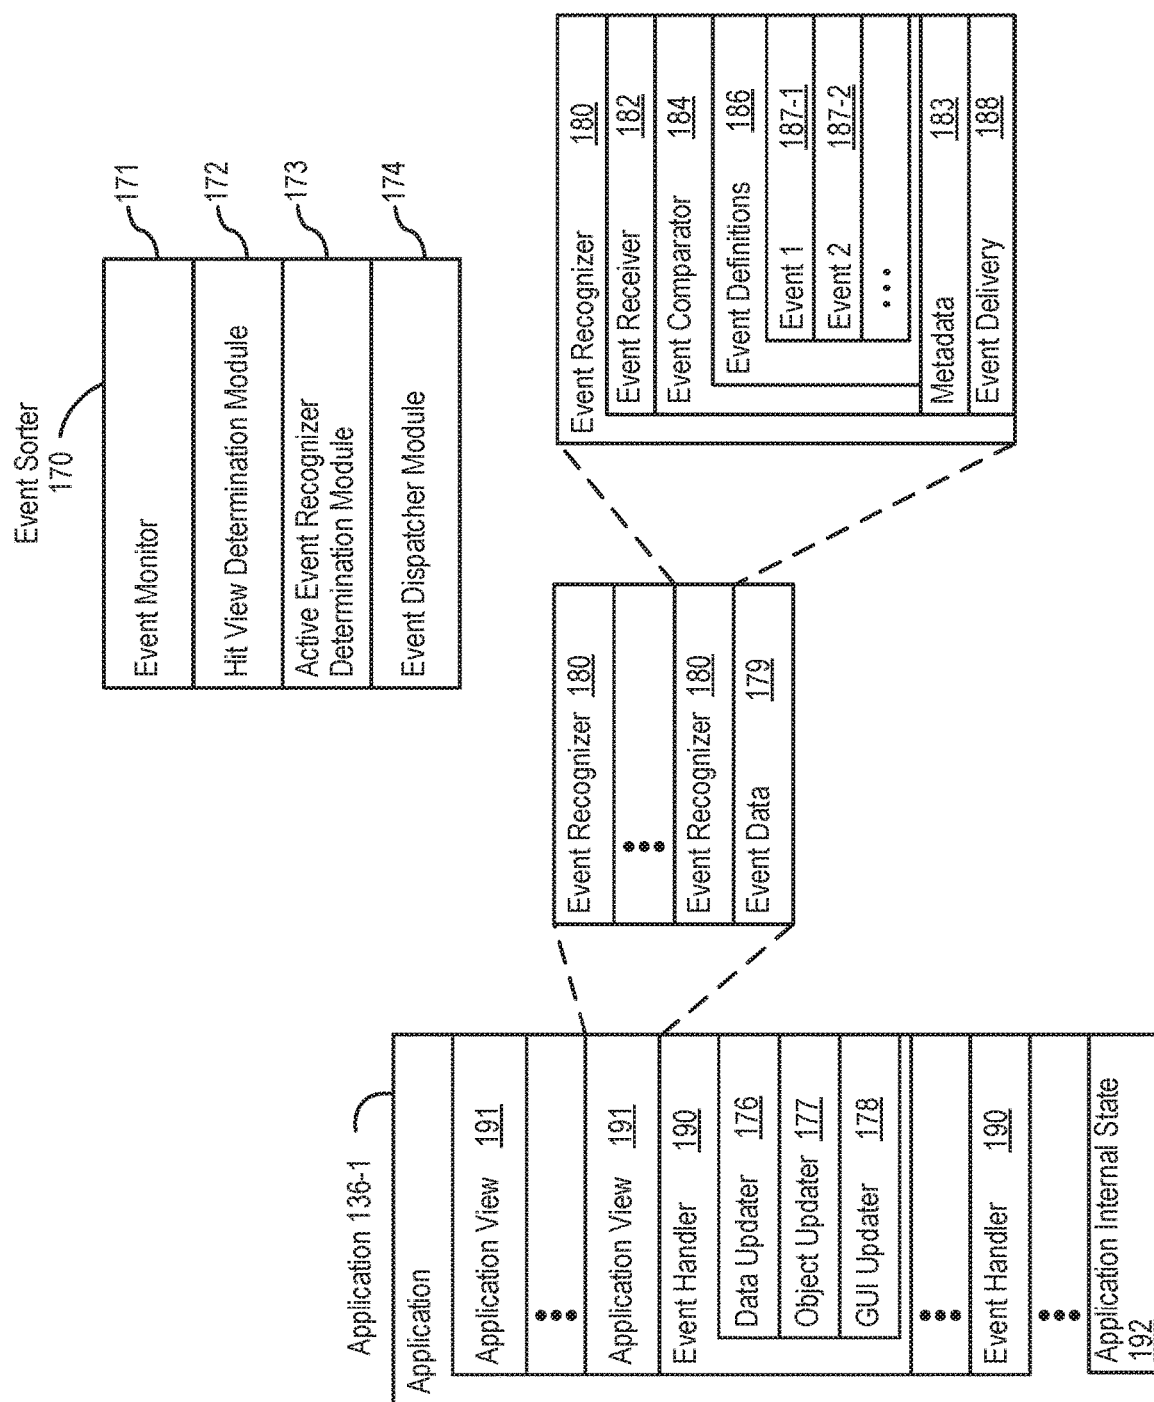 Event Sorter
170
Event Monitor
171
Hit View Determination Module
172
Active Event Recognizer
Determination Module
173
Event Dispatcher Module
174
Application 136-1
Application
Application View 191
Application View 191
Event Handler 190
Data Updater 176
Object Updater 177
GUI Updater 178
Event Handler 190
Application Internal State
192
Event Recognizer 180
Event Recognizer 180
Event Data 179
Event Recognizer 180
Event Receiver 182
Event Comparator 184
Event Definitions 186
Event 1 187-1
Event 2 187-2
Metadata 183
Event Delivery 188